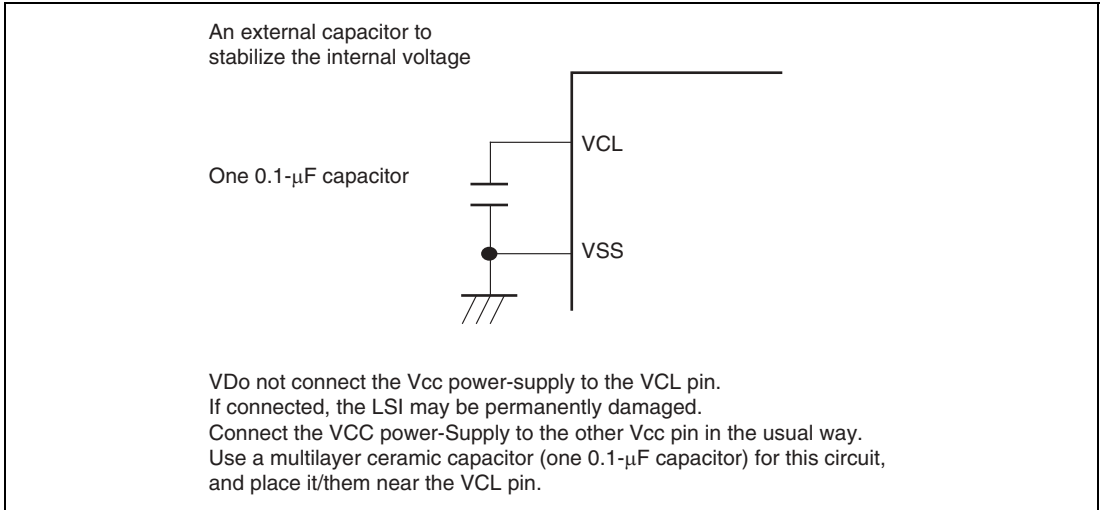 An external capacitor to
stabilize the internal voltage
VCL
One 0.1-μF capacitor
VSS
VDo not connect the Vcc power-supply to the VCL pin.
If connected, the LSI may be permanently damaged.
Connect the VCC power-Supply to the other Vcc pin in the usual way.
Use a multilayer ceramic capacitor (one 0.1-μF capacitor) for this circuit,
and place it/them near the VCL pin.